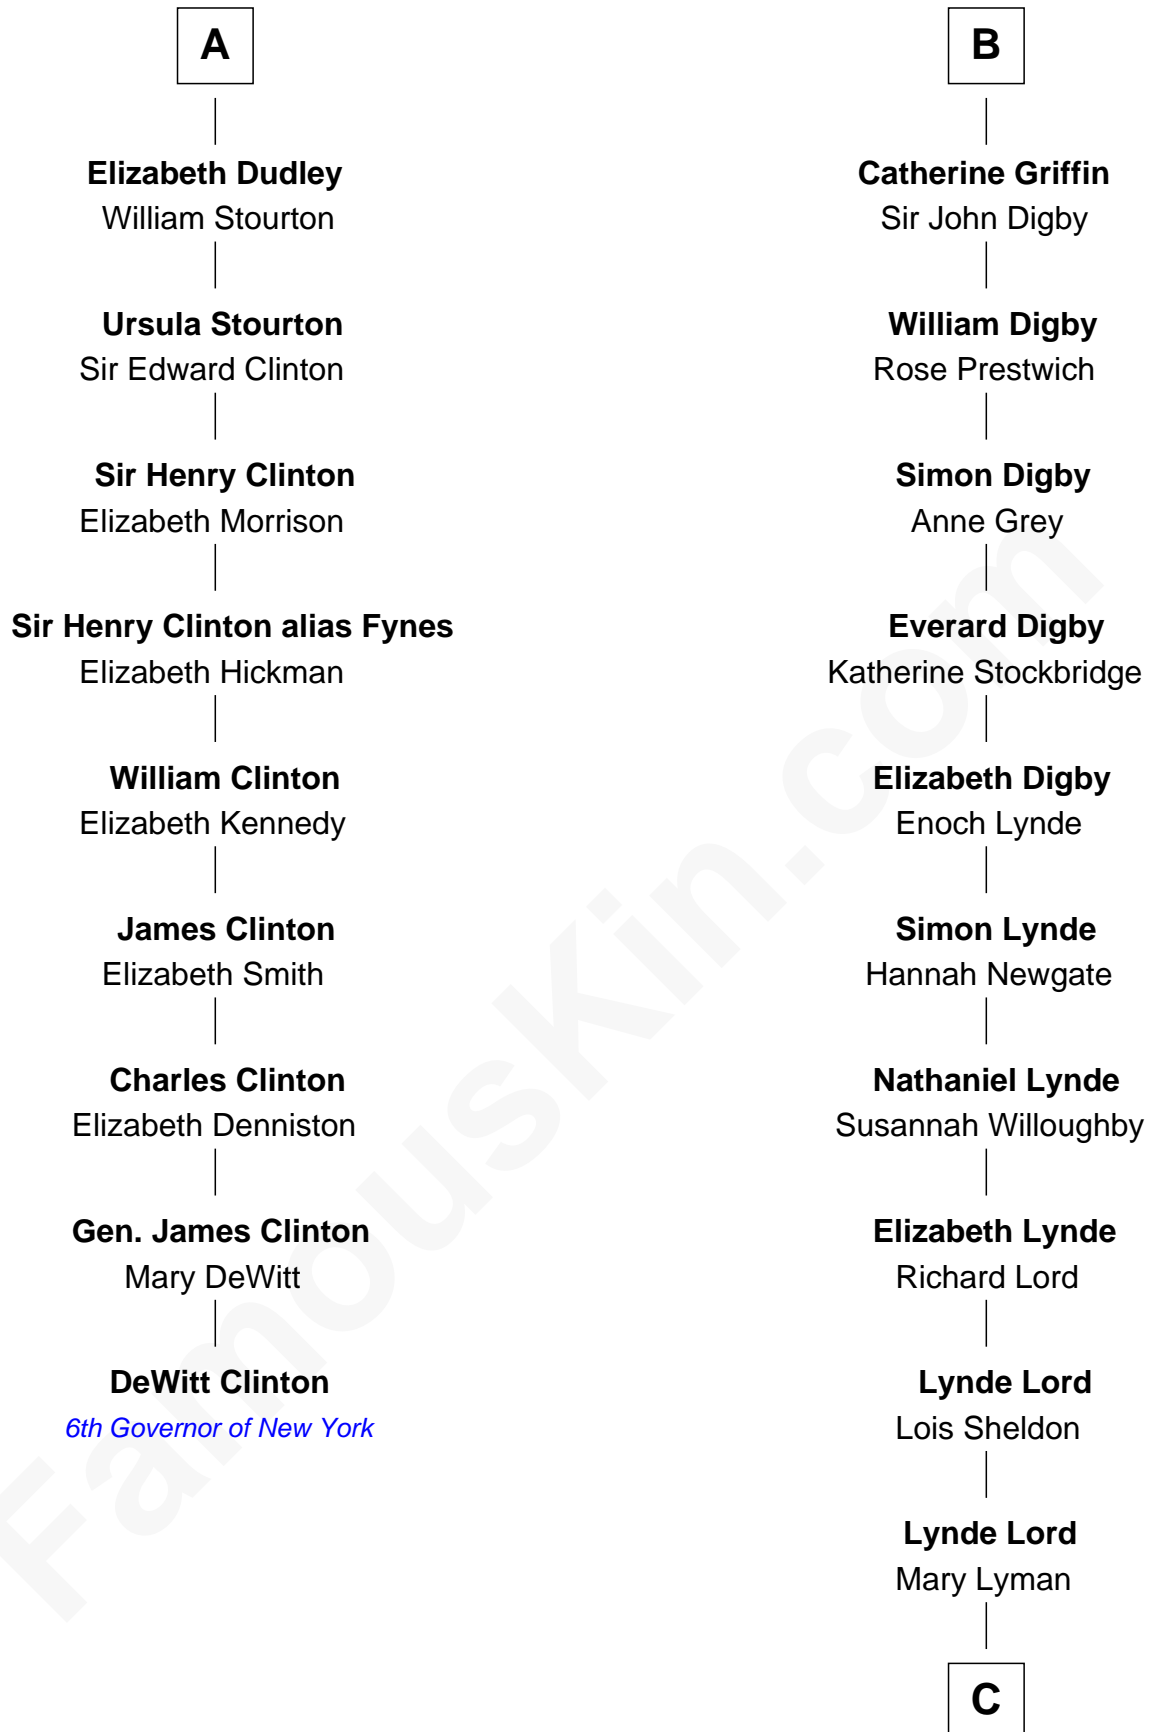 A
Elizabeth Dudley
William Stourton
Ursula Stourton
Sir Edward Clinton
Sir Henry Clinton
Elizabeth Morrison
Sir Henry Clinton alias Fynes
Elizabeth Hickman
William Clinton
Elizabeth Kennedy
James Clinton
Elizabeth Smith
Charles Clinton
Elizabeth Denniston
Gen. James Clinton
Mary DeWitt
DeWitt Clinton
6th Governor of New York
B
Catherine Griffin
Sir John Digby
William Digby
Rose Prestwich
Simon Digby
Anne Grey
Everard Digby
Katherine Stockbridge
Elizabeth Digby
Enoch Lynde
Simon Lynde
Hannah Newgate
Nathaniel Lynde
Susannah Willoughby
Elizabeth Lynde
Richard Lord
Lynde Lord
Lois Sheldon
Lynde Lord
Mary Lyman
C
FamousKin.com